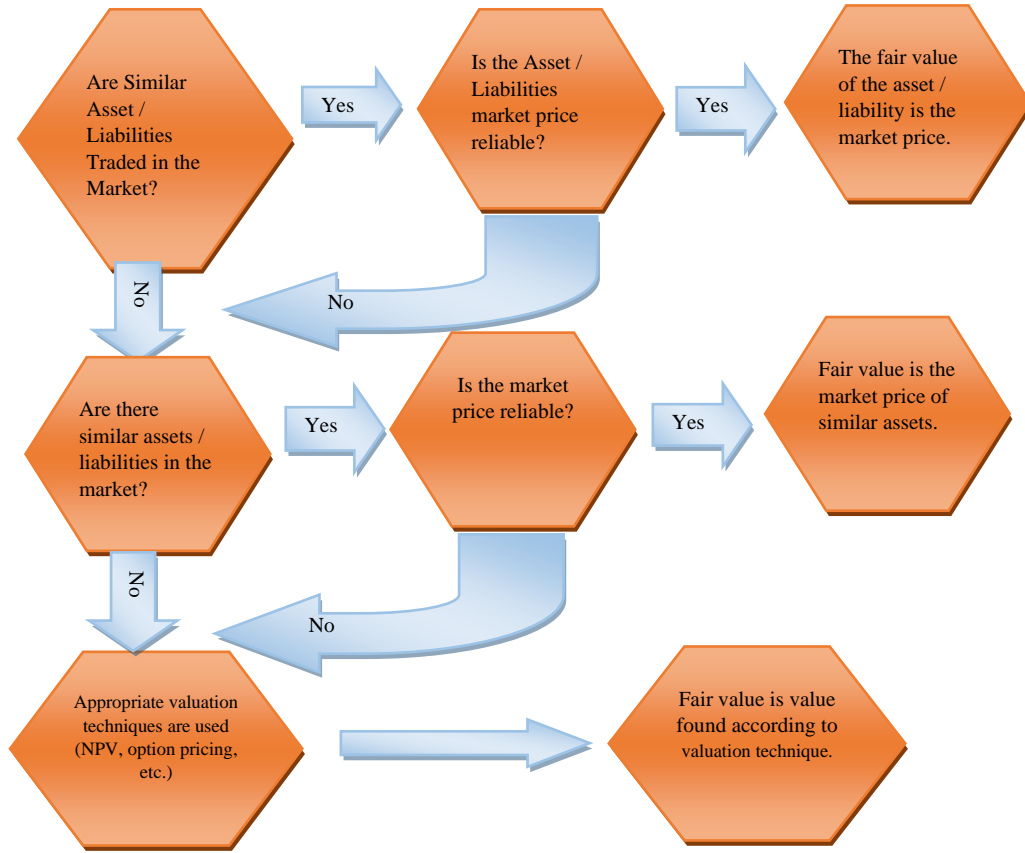 Are Similar
Asset /
Liabilities
Traded in the
Market?
Yes
Is the Asset /
Liabilities
market price
reliable?
Yes
The fair value
of the asset /
liability is the
market price.
No
No
Are there
similar assets /
liabilities in the
market?
Yes
Is the market
price reliable?
Yes
Fair value is the
market price of
similar assets.
No
No
Appropriate valuation
techniques are used
(NPV, option pricing,
etc.)
Fair value is value
found according to
valuation technique.